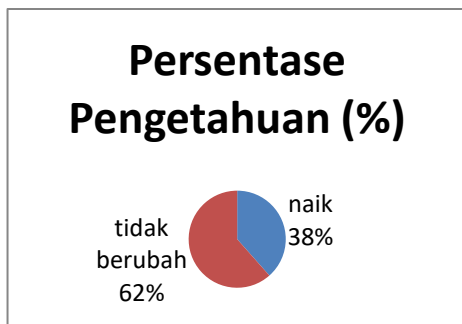 Persentase
Pengetahuan (%)
naik
38%
tidak
berubah
62%